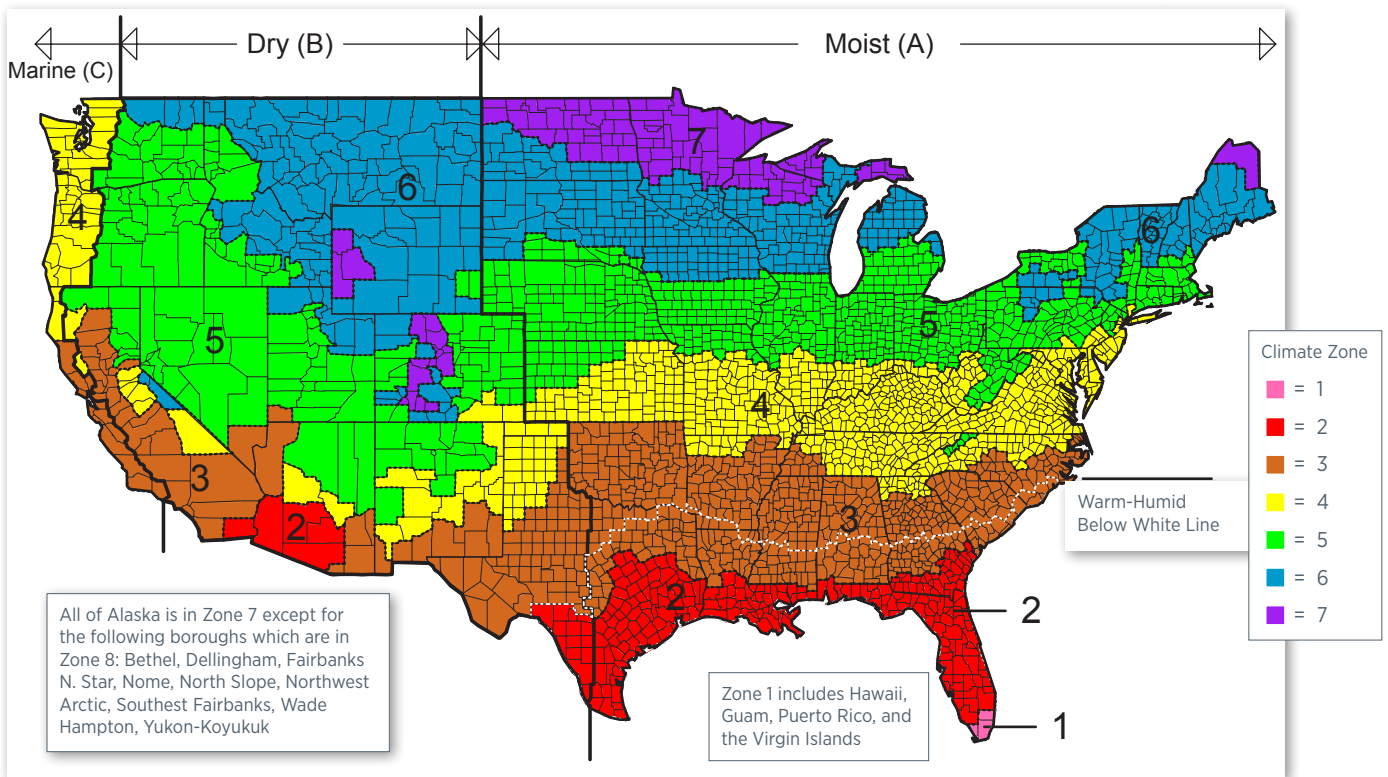 Marine (C)
Dry (B)
Moist (A)
7
6
4
6
5
5
4
3
3
2
2
2
1
Climate Zone
= 1
= 2
= 3
= 4
= 5
= 6
= 7
Warm-Humid
Below White Line
All of Alaska is in Zone 7 except for
the following boroughs which are in
Zone 8: Bethel, Dellingham, Fairbanks
N. Star, Nome, North Slope, Northwest
Arctic, Southest Fairbanks, Wade
Hampton, Yukon-Koyukuk
Zone 1 includes Hawaii,
Guam, Puerto Rico, and
the Virgin Islands